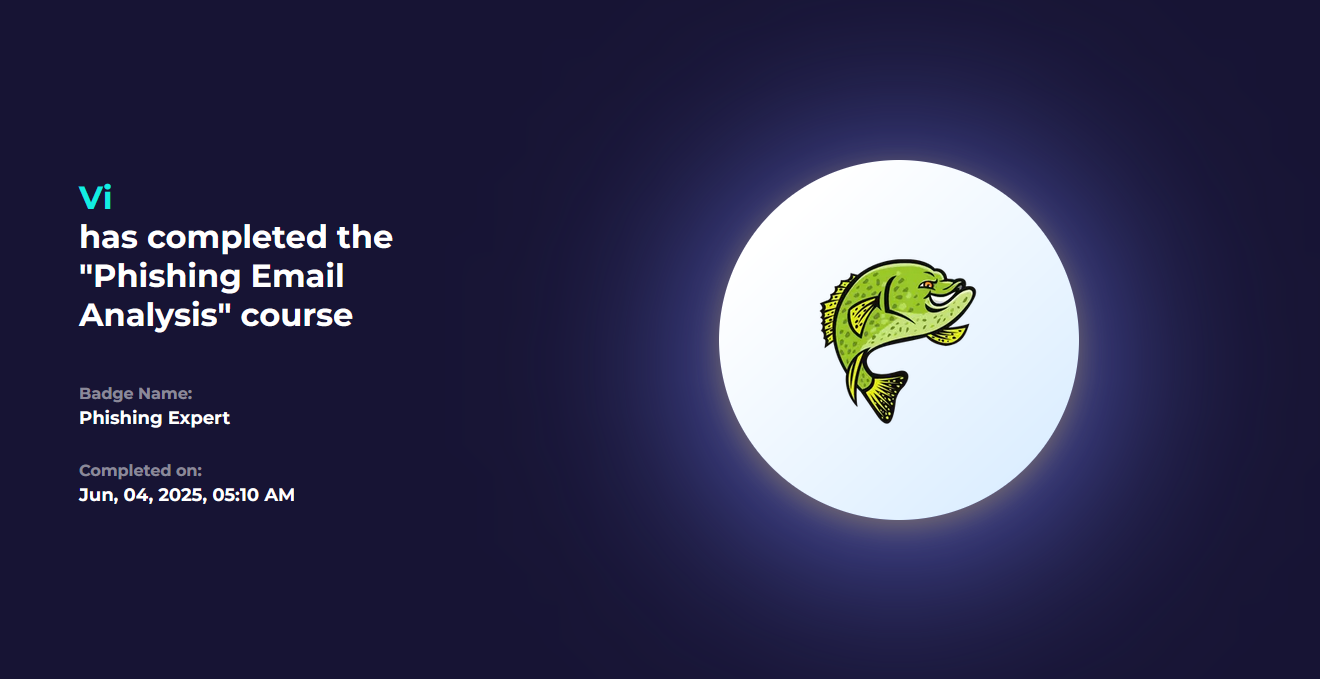 Vi
has completed the
"Phishing Email
Analysis" course
Badge Name:
Phishing Expert
Completed on:
Jun, 04, 2025, 05:10 AM